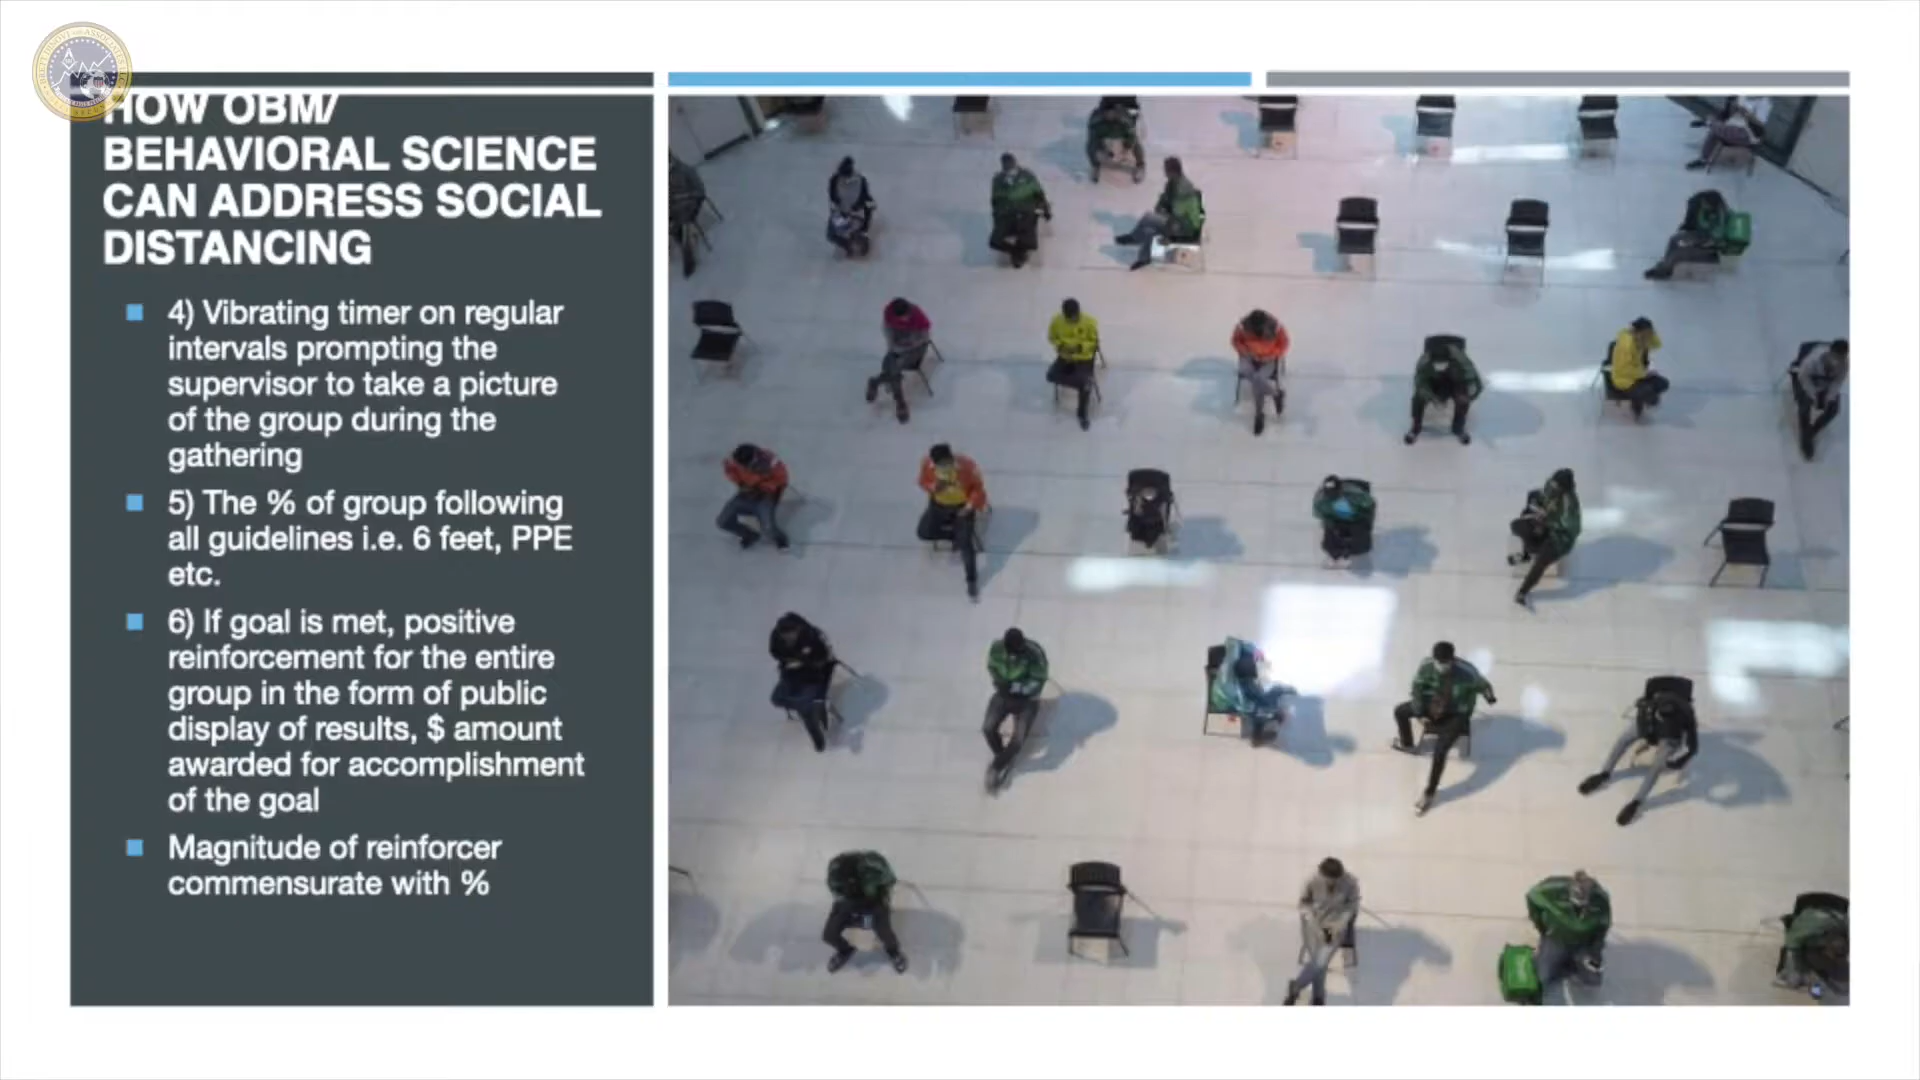 HOW OBM/
BEHAVIORAL SCIENCE
CAN ADDRESS SOCIAL
DISTANCING
4) Vibrating timer on regular
intervals prompting the
supervisor to take a picture
of the group during the
gathering
5) The % of group following
all guidelines i.e. 6 feet, PPE
etc.
6) If goal is met, positive
reinforcement for the entire
group in the form of public
display of results, $ amount
awarded for accomplishment
of the goal
Magnitude of reinforcer
commensurate with %